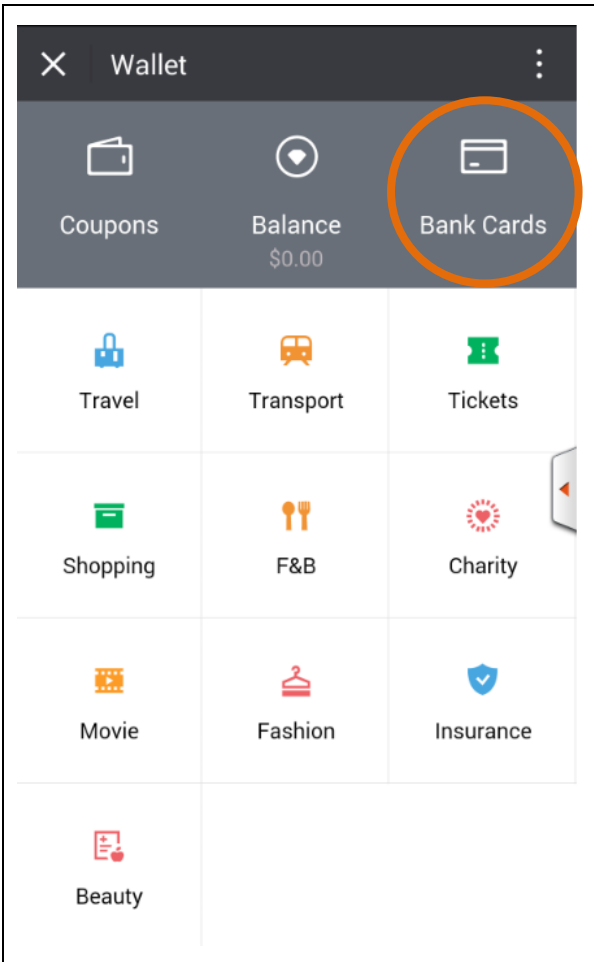 Wallet
Coupons Balance Bank Cards
$0.00
Travel Transport Tickets
Shopping F&B Charity
Movie Fashion Insurance
Beauty